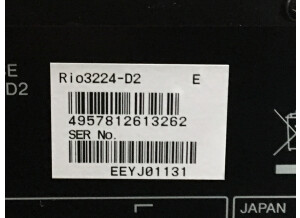 Rio3224-D2 E
E
D2
4957812613262
SER No.
EEYJ01131
JAPAN